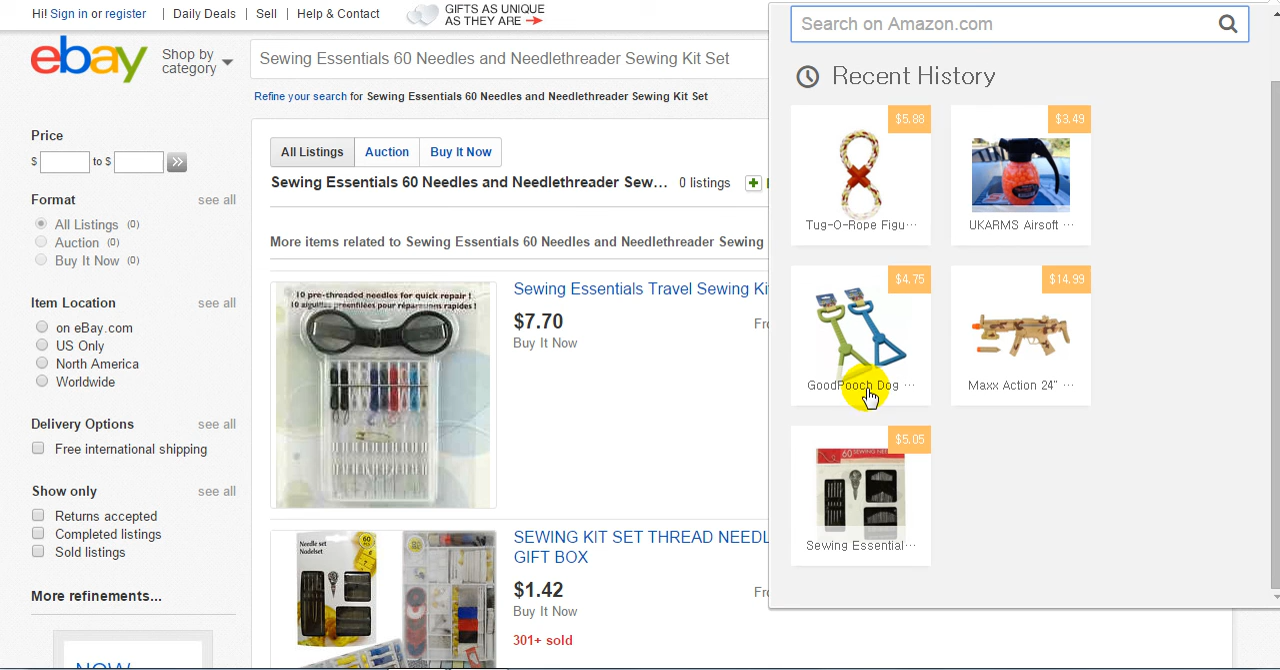 Hi! Sign in or register
Daily Deals
Sell
Help & Contact
GIFTS AS UNIQUE
AS THEY ARE
ebay
Shop by
category
Sewing Essentials 60 Needles and Needlethreader Sewing Kit Set
Refine your search for Sewing Essentials 60 Needles and Needlethreader Sewing Kit Set
Price
$ to $
Format
see all
All Listings (0)
Auction (0)
Buy It Now (0)
Item Location
see all
on eBay.com
US Only
North America
Worldwide
Delivery Options
see all
Free international shipping
Show only
see all
Returns accepted
Completed listings
Sold listings
More refinements...
NOW
All Listings
Auction
Buy It Now
Sewing Essentials 60 Needles and Needlethreader Sew...
0 listings
More items related to Sewing Essentials 60 Needles and Needlethreader Sewing
10 pre-threaded needles for quick repair !
10 aiguilles préenfilées pour réparations rapides !
Sewing Essentials Travel Sewing Ki
$7.70
Buy It Now
Fro
Needle set
Nadelset
SEWING KIT SET THREAD NEEDL
GIFT BOX
$1.42
Buy It Now
Fro
301+ sold
Search on Amazon.com
Recent History
$5.88
Tug-O-Rope Figu...
$3.49
UKARMS Airsoft ...
$4.75
GoodPooch Dog ...
$14.99
Maxx Action 24" ...
$5.05
60 SEWING NEE
Sewing Essential...